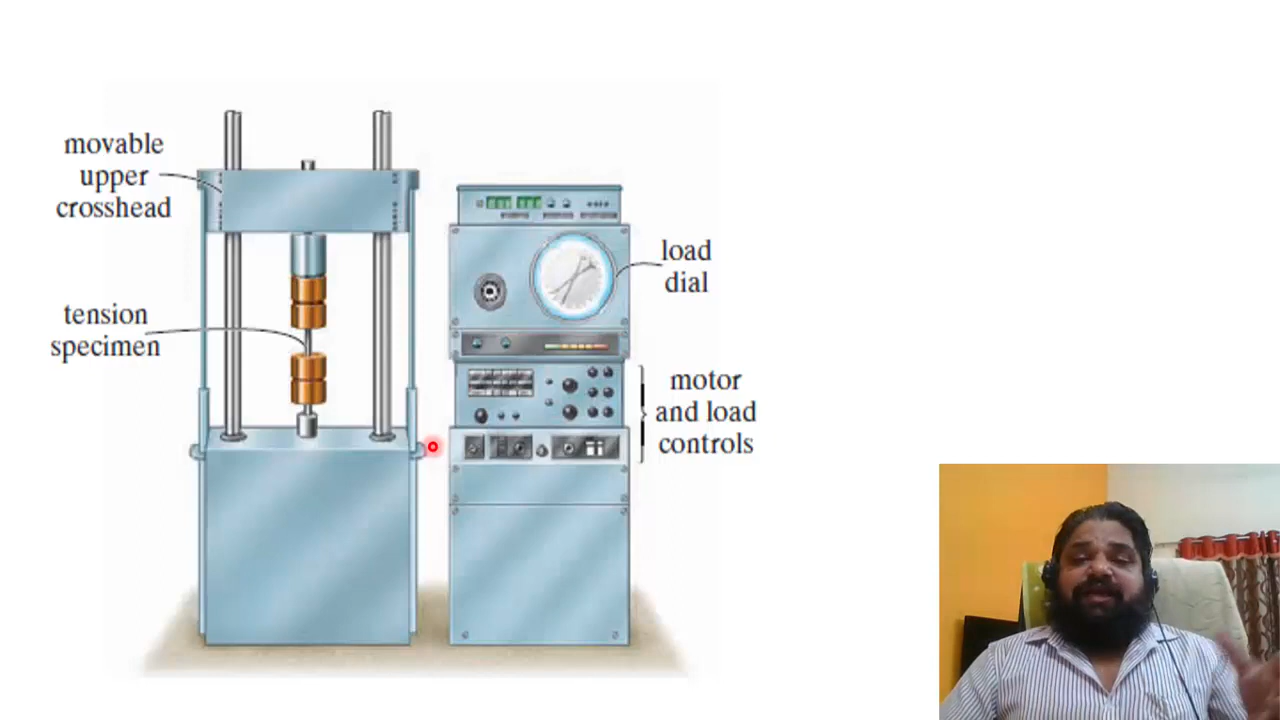 movable
upper
crosshead
tension
specimen
load
dial
motor
and load
controls